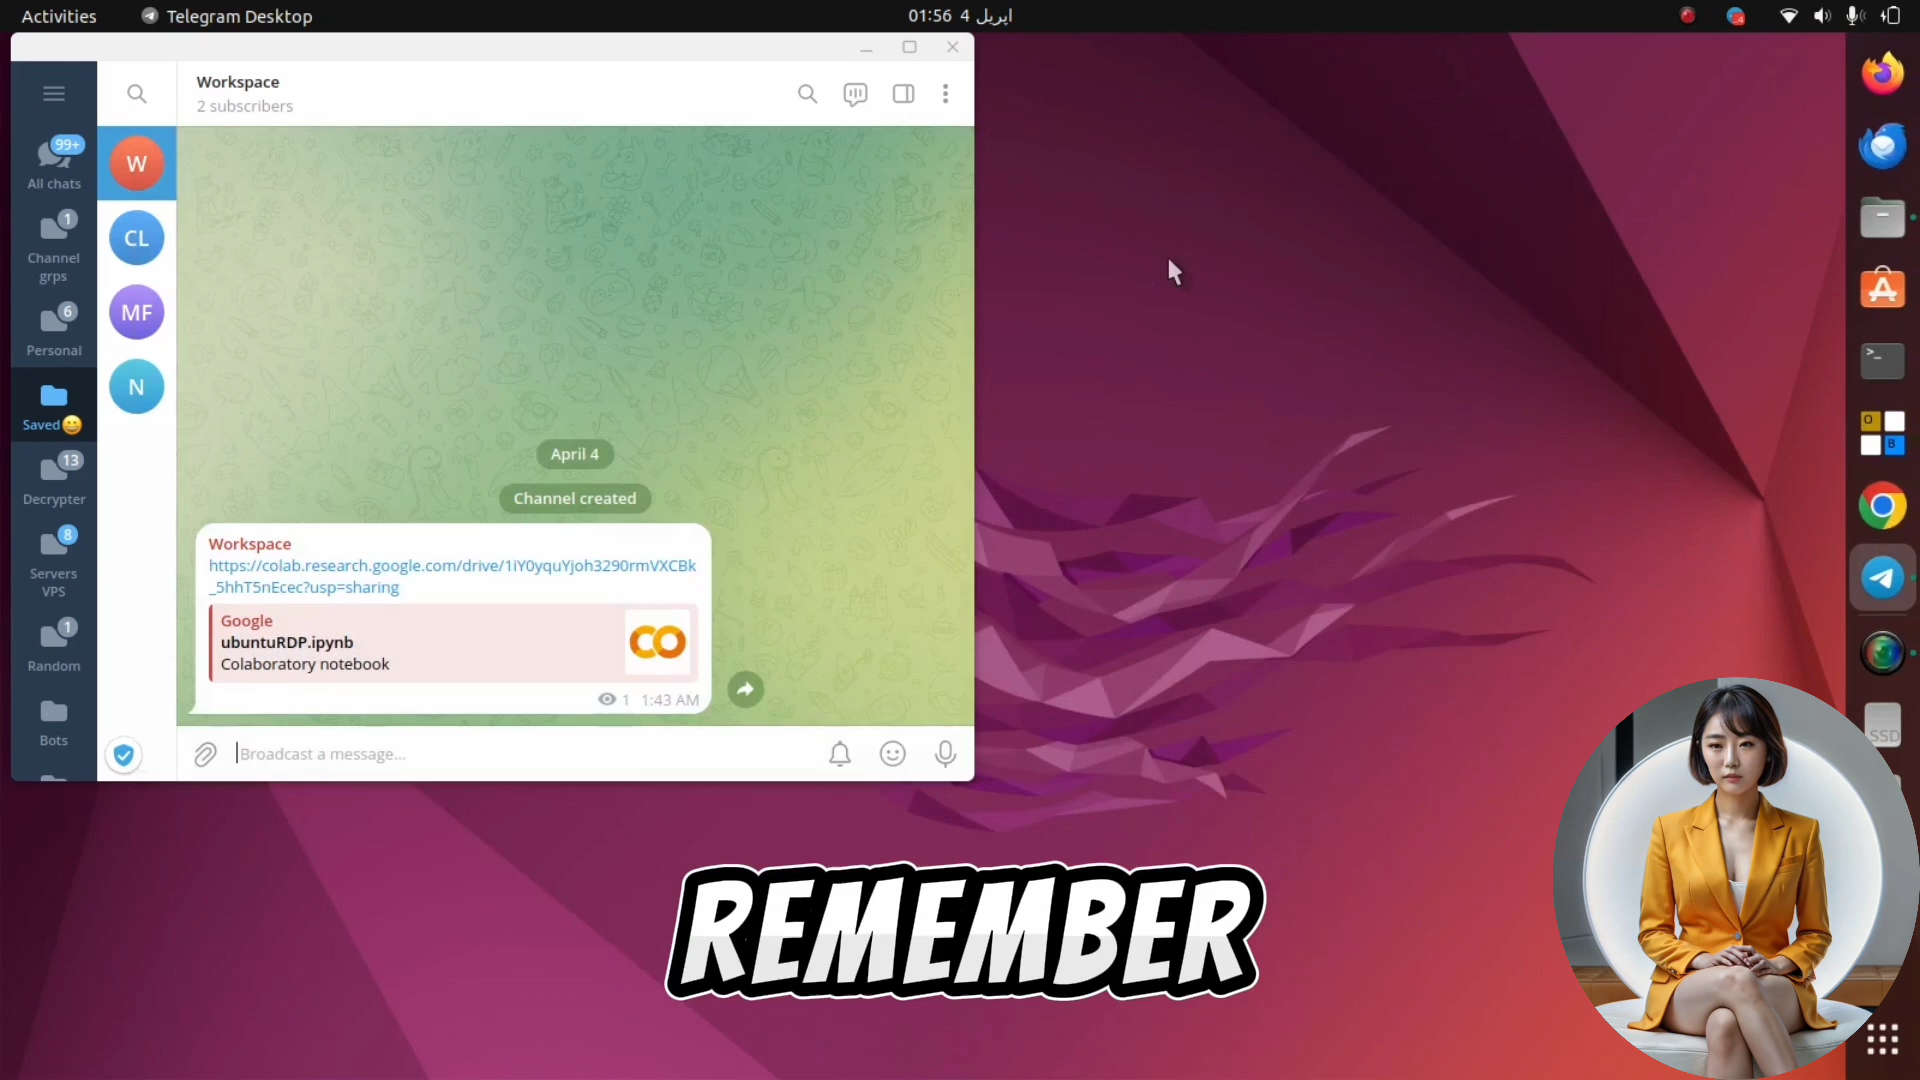 Activities
Telegram Desktop
01:56 4 اپریل
4
Workspace
2 subscribers
99+
All chats
1
Channel
grps
6
Personal
Saved
13
Decrypter
8
Servers
VPS
1
Random
Bots
W
CL
MF
N
April 4
Channel created
Workspace
https://colab.research.google.com/drive/1iY0yquYjoh3290rmVXCBk
_5hhT5nEcec?usp=sharing
Google
ubuntuRDP.ipynb
Colaboratory notebook
1 1:43 AM
Broadcast a message...
O
B
SSD
REMEMBER